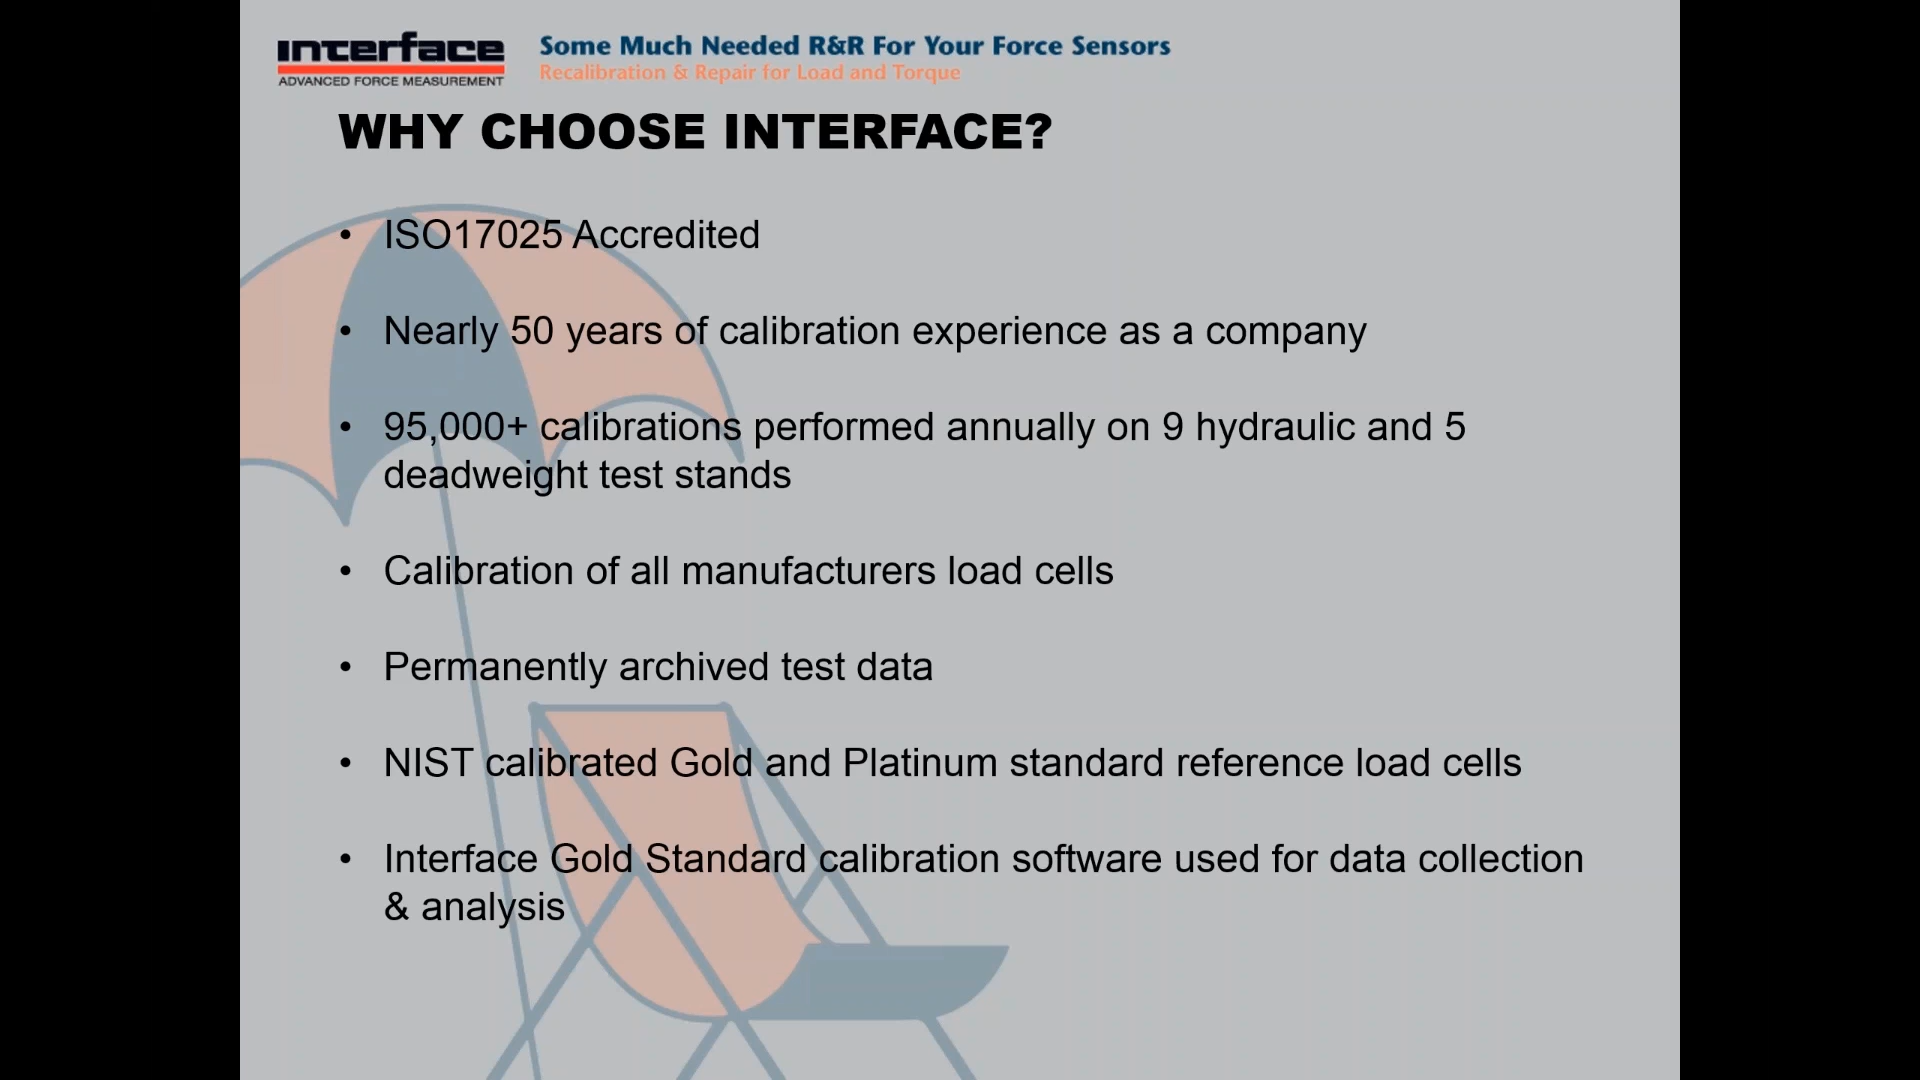 interface
ADVANCED FORCE MEASUREMENT
Some Much Needed R&R For Your Force Sensors
Recalibration & Repair for Load and Torque
WHY CHOOSE INTERFACE?
• ISO17025 Accredited
• Nearly 50 years of calibration experience as a company
• 95,000+ calibrations performed annually on 9 hydraulic and 5
deadweight test stands
• Calibration of all manufacturers load cells
• Permanently archived test data
• NIST calibrated Gold and Platinum standard reference load cells
• Interface Gold Standard calibration software used for data collection
& analysis